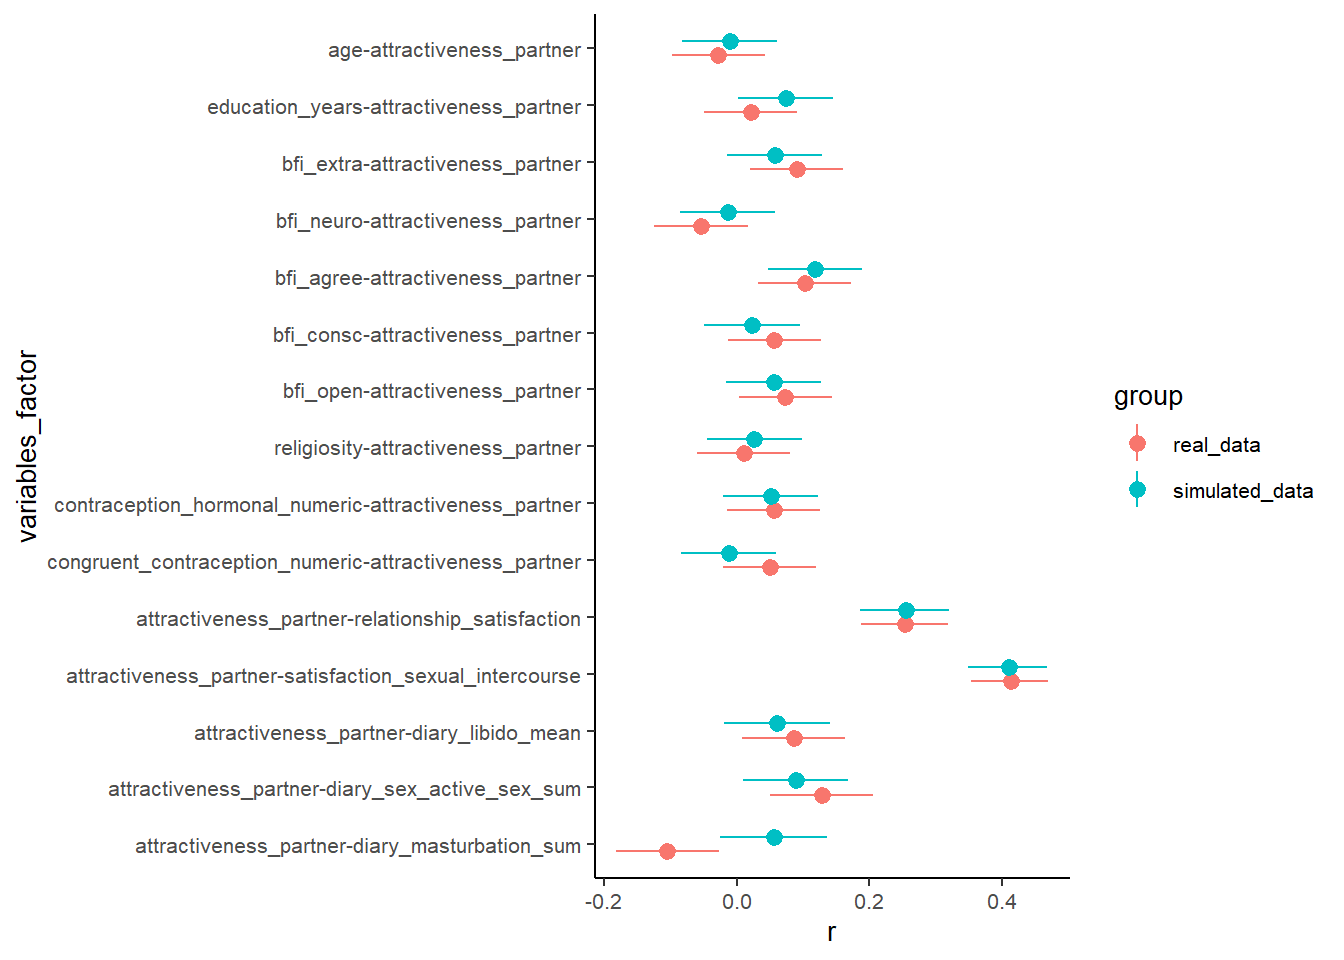 age-attractiveness_partner
education_years-attractiveness_partner
bfi_extra-attractiveness_partner
bfi_neuro-attractiveness_partner
bfi_agree-attractiveness_partner
bfi_consc-attractiveness_partner
bfi_open-attractiveness_partner
religiosity-attractiveness_partner
contraception_hormonal_numeric-attractiveness_partner
congruent_contraception_numeric-attractiveness_partner
attractiveness_partner-relationship_satisfaction
attractiveness_partner-satisfaction_sexual_intercourse
attractiveness_partner-diary_libido_mean
attractiveness_partner-diary_sex_active_sex_sum
attractiveness_partner-diary_masturbation_sum
variables_factor
-0.2 0.0 0.2 0.4
r
group
real_data
simulated_data